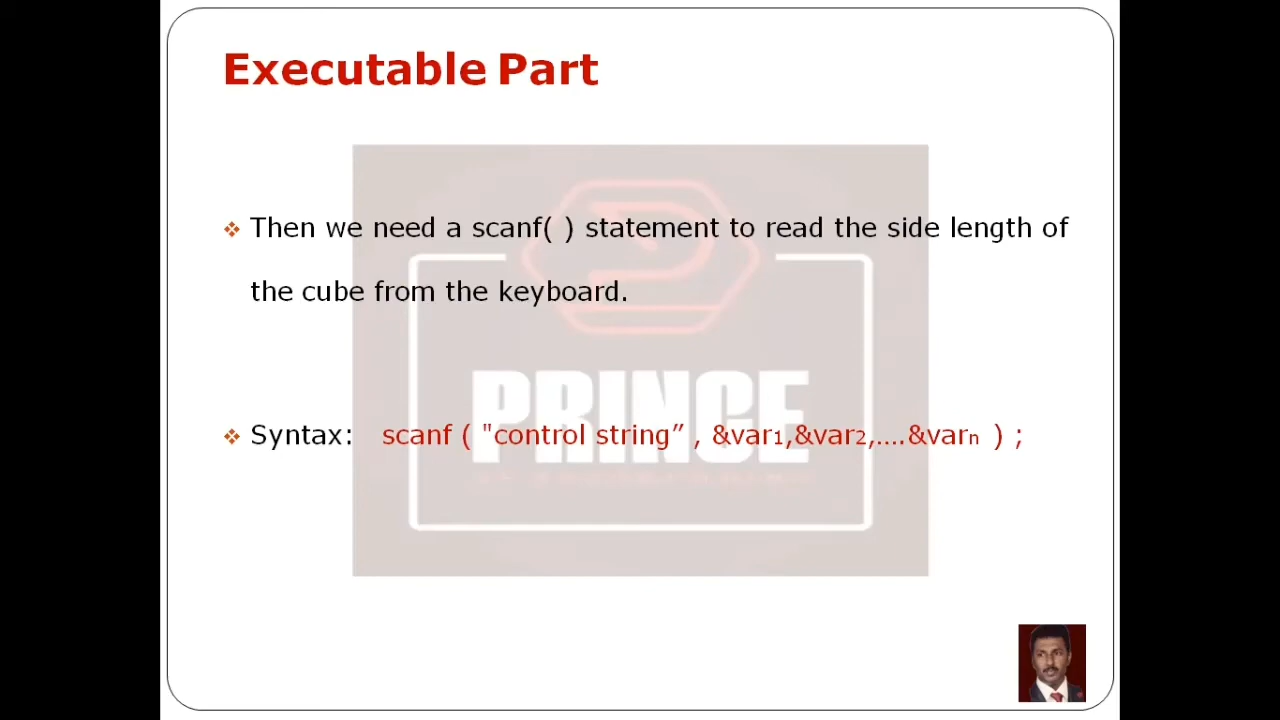 Executable Part
Then we need a scanf( ) statement to read the side length of
the cube from the keyboard.
PRINCE
Syntax: scanf ( "control string” , &var1,&var2,....&varn ) ;